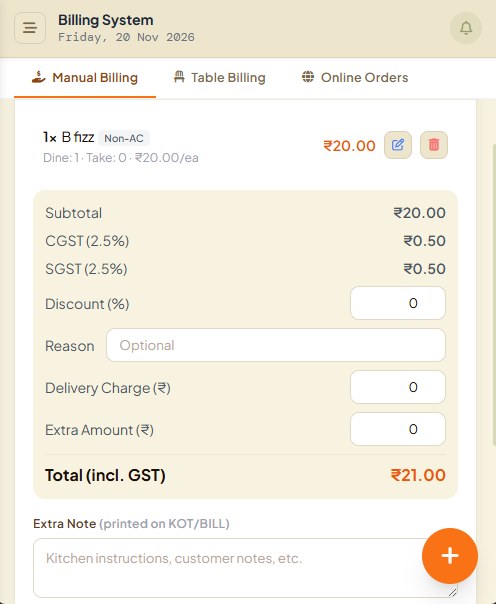 Billing System
Friday, 20 Nov 2026
Manual Billing
Table Billing
Online Orders
1× B fizz Non-AC
₹20.00
Dine: 1 · Take: 0 · ₹20.00/ea
Subtotal ₹20.00
CGST (2.5%) ₹0.50
SGST (2.5%) ₹0.50
Discount (%) 0
Reason Optional
Delivery Charge (₹) 0
Extra Amount (₹) 0
Total (incl. GST) ₹21.00
Extra Note (printed on KOT/BILL)
Kitchen instructions, customer notes, etc.